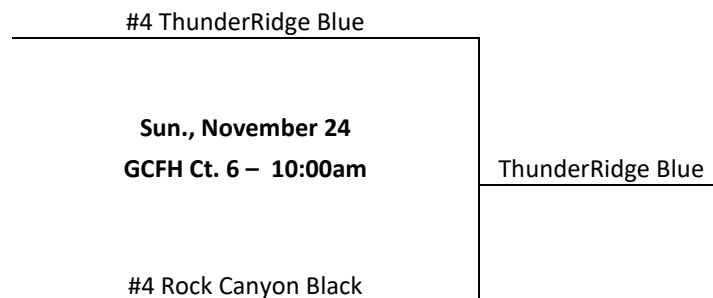 #4 ThunderRidge Blue
Sun., November 24
GCFH Ct. 6 – 10:00am
ThunderRidge Blue
#4 Rock Canyon Black